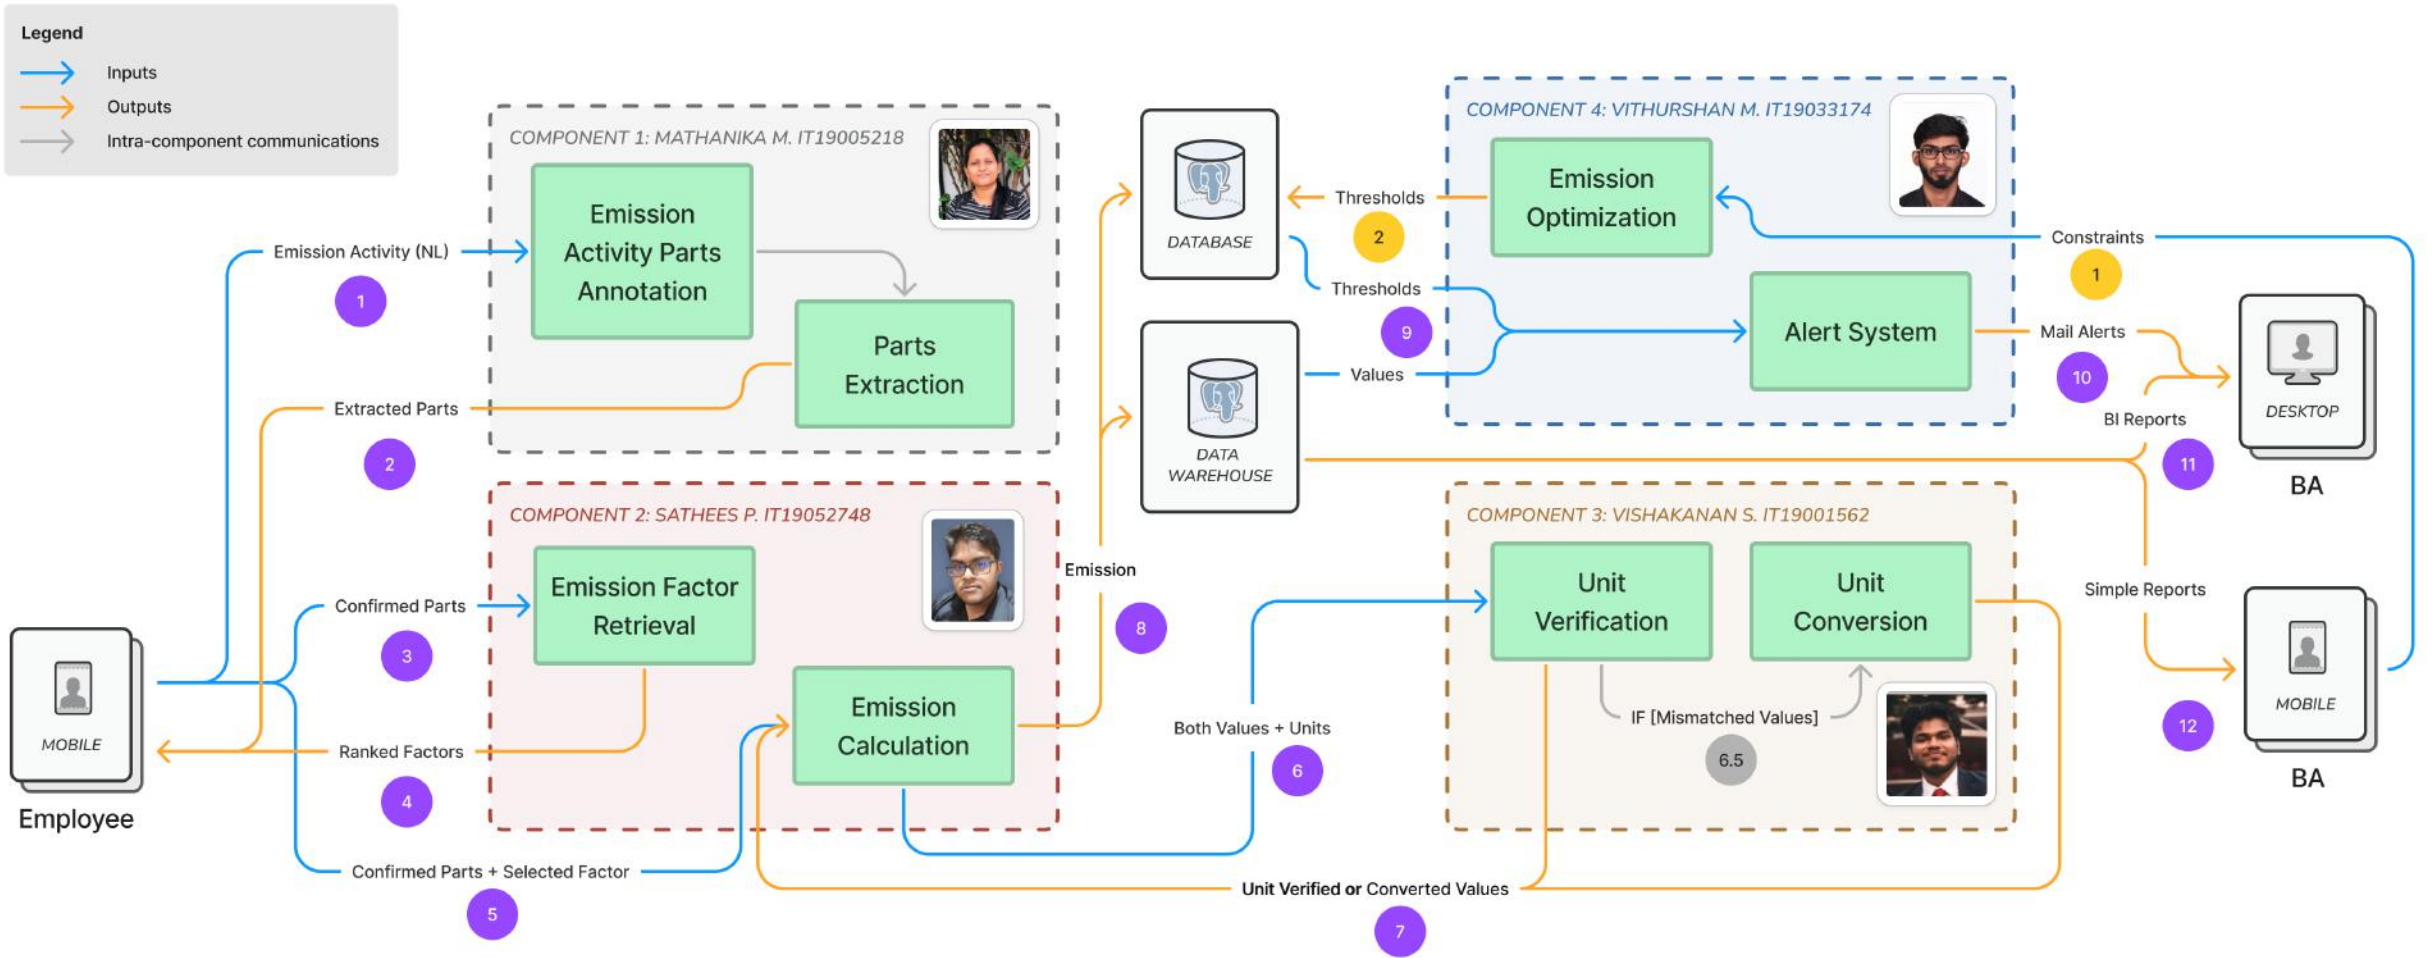 Legend
Inputs
Outputs
Intra-component communications
COMPONENT 1: MATHANIKA M. IT19005218
Emission
Activity Parts
Annotation
Parts
Extraction
Emission Activity (NL)
1
Extracted Parts
2
COMPONENT 2: SATHEES P. IT19052748
Emission Factor
Retrieval
Emission
Calculation
Confirmed Parts
3
Ranked Factors
4
Confirmed Parts + Selected Factor
5
MOBILE
Employee
DATABASE
DATA
WAREHOUSE
Emission
8
Both Values + Units
6
Unit Verified or Converted Values
7
Thresholds
2
Thresholds
9
Values
COMPONENT 4: VITHURSHAN M. IT19033174
Emission
Optimization
Alert System
Constraints
1
Mail Alerts
10
BI Reports
11
DESKTOP
BA
COMPONENT 3: VISHAKANAN S. IT19001562
Unit
Verification
Unit
Conversion
IF [Mismatched Values]
6.5
Simple Reports
12
MOBILE
BA